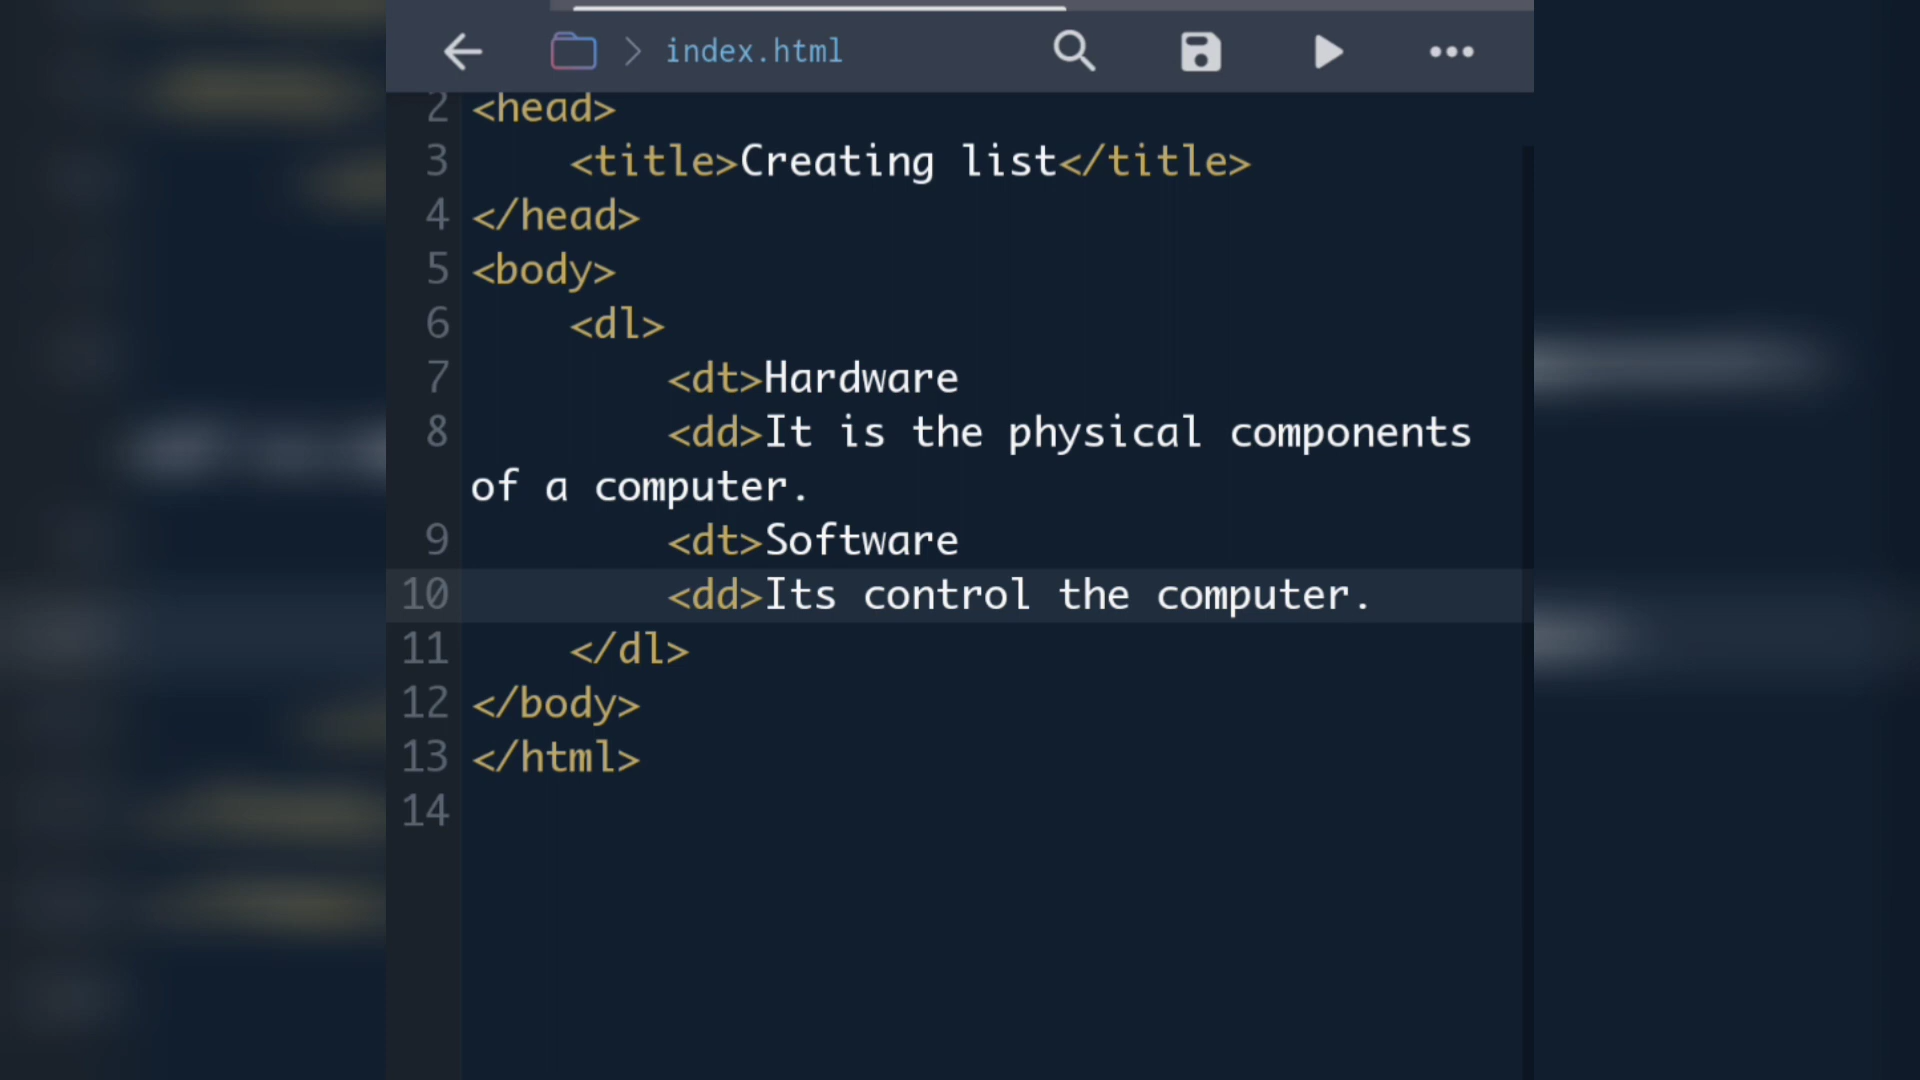 index.html
2 <head>
3 <title>Creating list</title>
4 </head>
5 <body>
6 <dl>
7 <dt>Hardware
8 <dd>It is the physical components
of a computer.
9 <dt>Software
10 <dd>Its control the computer.
11 </dl>
12 </body>
13 </html>
14